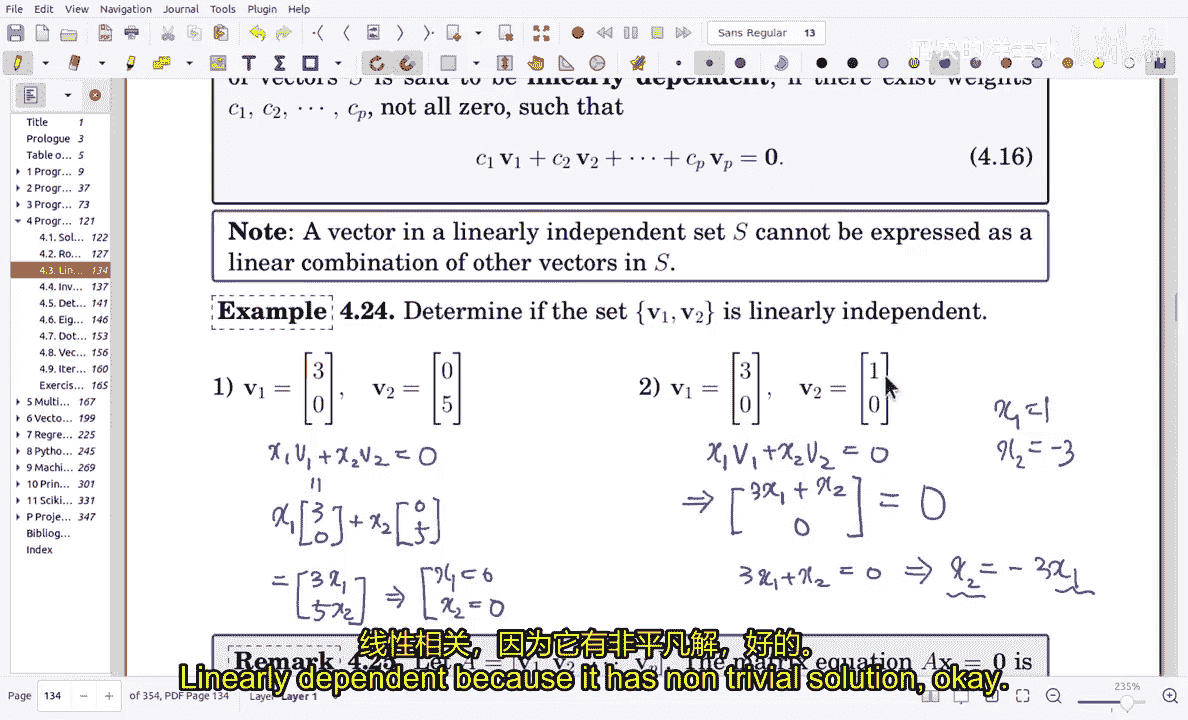 File Edit View Navigation Journal Tools Plugin Help
Sans Regular 13
Title 1
Prologue 3
Table o... 5
1 Progr... 9
2 Progr... 37
3 Progr... 73
4 Progr... 121
4.1. Sol... 122
4.2. Ro... 127
4.3. Lin... 134
4.4. Inv... 137
4.5. Det... 141
4.6. Eig... 146
4.7. Dot... 153
4.8. Vec... 156
4.9. Iter... 160
Exercis... 165
5 Multi... 167
6 Vecto... 199
7 Regre... 225
8 Pytho... 245
9 Machi... 269
10 Prin... 301
11 Sciki... 331
P Proje... 347
Bibliog...
Index
of vectors S is said to be linearly dependent, if there exist weights
c₁, c₂, ⋯ , cₚ, not all zero, such that
c₁ v₁ + c₂ v₂ + ⋯ + cₚ vₚ = 0. (4.16)
Note: A vector in a linearly independent set S cannot be expressed as a
linear combination of other vectors in S.
Example 4.24. Determine if the set {v₁, v₂} is linearly independent.
1) v₁ = [3 0], v₂ = [0 5]
x₁v₁ + x₂v₂ = 0
=
x₁[3 0] + x₂[0 5]
= [3x₁ 5x₂] ⇒ [x₁ = 0 x₂ = 0
2) v₁ = [3 0], v₂ = [1 0]
x₁ = 1
x₂ = -3
x₁v₁ + x₂v₂ = 0
⇒ [3x₁ + x₂ 0] = 0
3x₁ + x₂ = 0 ⇒ x₂ = - 3x₁
线性相关，因为它有非平凡解，好的。
Remark 4.25. Let A = [v₁ v₂ ⋯ vₚ]. The matrix equation Ax = 0 is
Linearly dependent because it has non trivial solution, okay.
Page 134 of 354, PDF Page 134 Layer Layer 1 235%